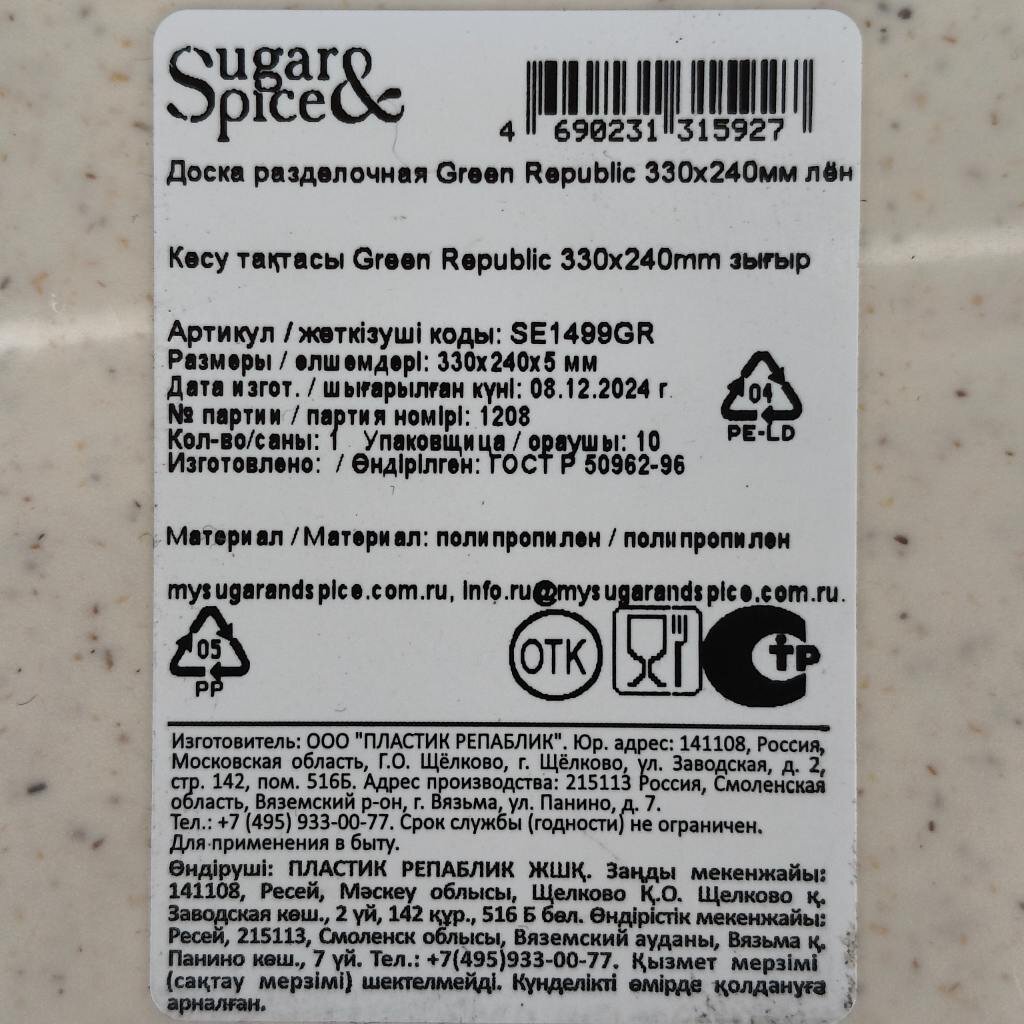 Sugar &
Spice
4 690231 315927
Доска разделочная Green Republic 330x240мм лён
Кесу тақтасы Green Republic 330x240mm зығыр
Артикул / жеткізуші коды: SE1499GR
Размеры / өлшемдері: 330x240x5 мм
Дата изгот. / шығарылған күні: 08.12.2024 г
№ партии / партия номірі: 1208
Кол-во/саны: 1 Упаковщица / ораушы: 10
Изготовлено: / Өндірілген: ГОСТ Р 50962-96
04
PE-LD
Материал / Материал: полипропилен / полипропилен
mysugarandspice.com.ru, info.ru@mysugarandspice.com.ru.
05
PP
ОТК
Изготовитель: ООО "ПЛАСТИК РЕПАБЛИК". Юр. адрес: 141108, Россия,
Московская область, Г.О. Щёлково, г. Щёлково, ул. Заводская, д. 2,
стр. 142, пом. 516Б. Адрес производства: 215113 Россия, Смоленская
область, Вяземский р-он, г. Вязьма, ул. Панино, д. 7.
Тел.: +7 (495) 933-00-77. Срок службы (годности) не ограничен.
Для применения в быту.
Өндіруші: ПЛАСТИК РЕПАБЛИК ЖШҚ. Заңды мекенжайы:
141108, Ресей, Мәскеу облысы, Щелково Қ.О. Щелково қ.
Заводская көш., 2 үй, 142 құр., 516 Б бөл. Өндірістік мекенжайы:
Ресей, 215113, Смоленск облысы, Вяземский ауданы, Вязьма қ.
Панино көш., 7 үй. Тел.: +7(495)933-00-77. Қызмет мерзімі
(сақтау мерзімі) шектелмейді. Күнделікті өмірде қолдануға
арналған.